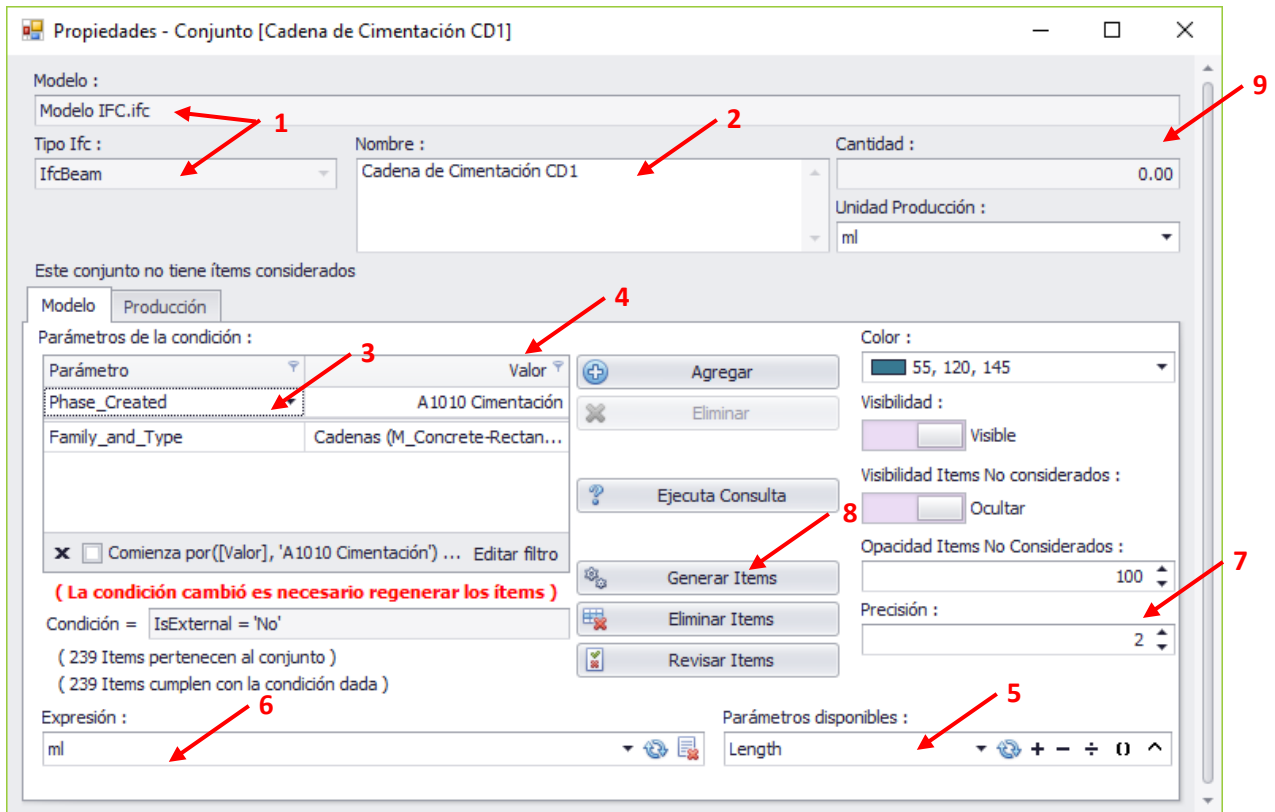 Propiedades - Conjunto [Cadena de Cimentación CD1]
Modelo :
9
Modelo IFC.ifc
1
2
Tipo Ifc :
Nombre :
Cantidad :
IfcBeam
Cadena de Cimentación CD1
0.00
Unidad Producción :
ml
Este conjunto no tiene ítems considerados
4
Modelo
Producción
Parámetros de la condición :
Color :
3
Parámetro
Valor
Agregar
55, 120, 145
Phase_Created
A1010 Cimentación
Eliminar
Visibilidad :
Visible
Family_and_Type
Cadenas (M_Concrete-Rectan...
Visibilidad Items No considerados :
Ejecuta Consulta
Ocultar
8
Comienza por([Valor], 'A1010 Cimentación') ...
Editar filtro
Opacidad Items No Considerados :
7
Generar Items
100
( La condición cambió es necesario regenerar los ítems )
Precisión :
Condición =
IsExternal = 'No'
Eliminar Items
2
( 239 Items pertenecen al conjunto )
Revisar Items
( 239 Items cumplen con la condición dada )
6
5
Expresión :
Parámetros disponibles :
ml
Length
+ − ÷ () ^